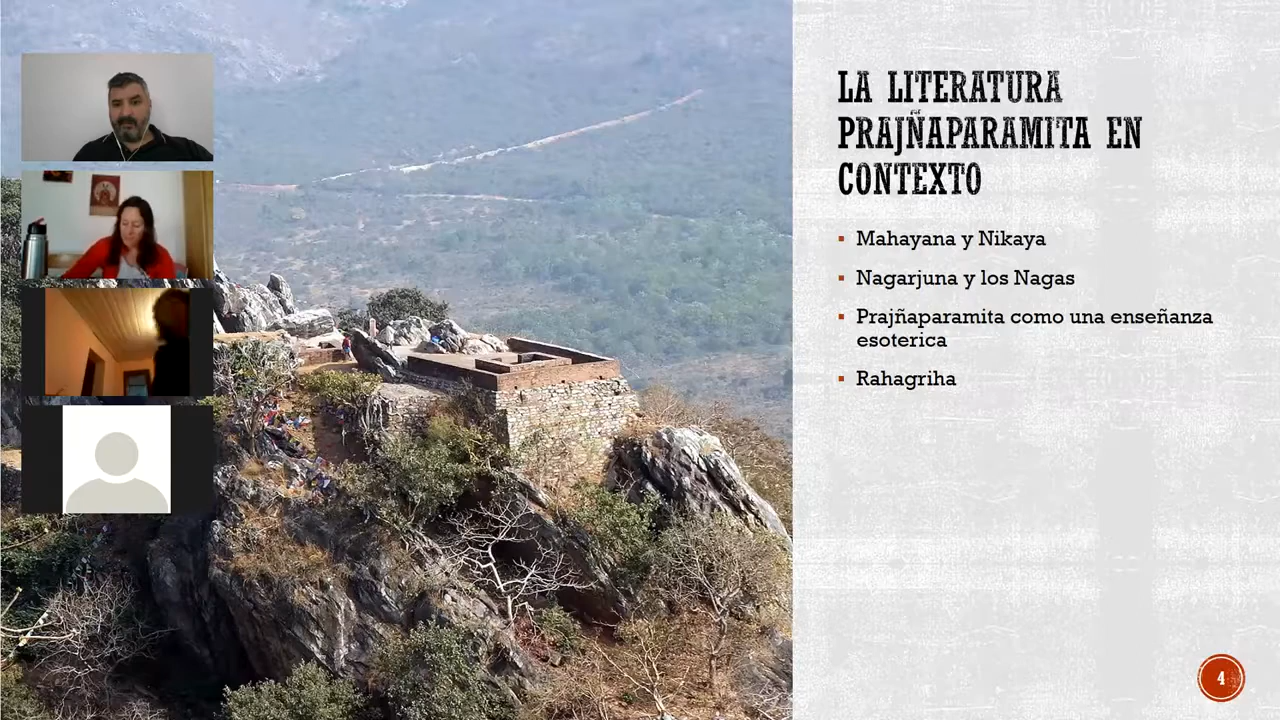 LA LITERATURA
PRAJÑAPARAMITA EN
CONTEXTO
Mahayana y Nikaya
Nagarjuna y los Nagas
Prajñaparamita como una enseñanza
esoterica
Rahagriha
4